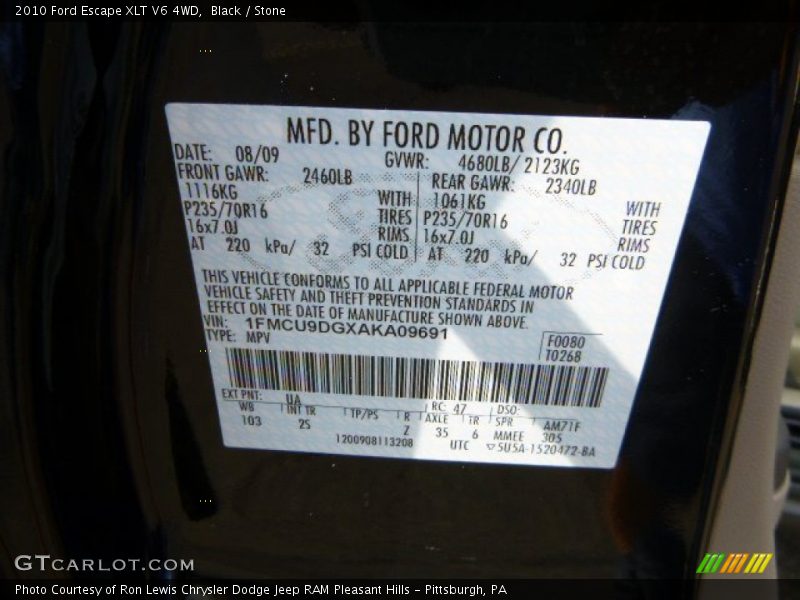 2010 Ford Escape XLT V6 4WD, Black / Stone
MFD. BY FORD MOTOR CO.
DATE: 08/09 GVWR: 4680LB/ 2123KG
FRONT GAWR: 2460LB REAR GAWR: 2340LB
1116KG WITH 1061KG WITH
P235/70R16 TIRES P235/70R16 TIRES
16x7.0J RIMS 16x7.0J RIMS
AT 220 kPa/ 32 PSI COLD AT 220 kPa/ 32 PSI COLD
THIS VEHICLE CONFORMS TO ALL APPLICABLE FEDERAL MOTOR
VEHICLE SAFETY AND THEFT PREVENTION STANDARDS IN
EFFECT ON THE DATE OF MANUFACTURE SHOWN ABOVE.
VIN: 1FMCU9DGXAKA09691
TYPE: MPV
F0080
T0268
EXT PNT: UA RC: 47 DSO:
WB INT TR TP/PS R AXLE TR SPR AM71F
103 2S Z 35 6 MMEE 30S
1200908113208 UTC ▽5U5A-1520472-BA
GTCARLOT.COM
Photo Courtesy of Ron Lewis Chrysler Dodge Jeep RAM Pleasant Hills - Pittsburgh, PA